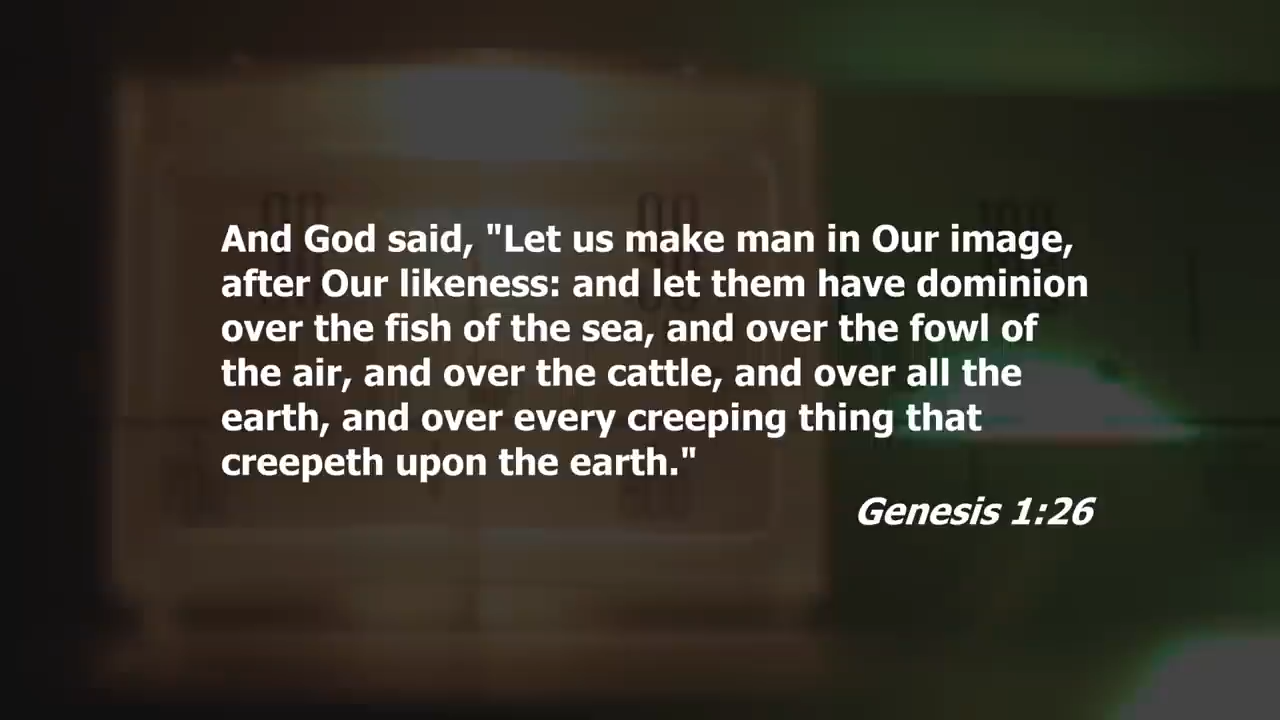 And God said, "Let us make man in Our image,
after Our likeness: and let them have dominion
over the fish of the sea, and over the fowl of
the air, and over the cattle, and over all the
earth, and over every creeping thing that
creepeth upon the earth."
Genesis 1:26